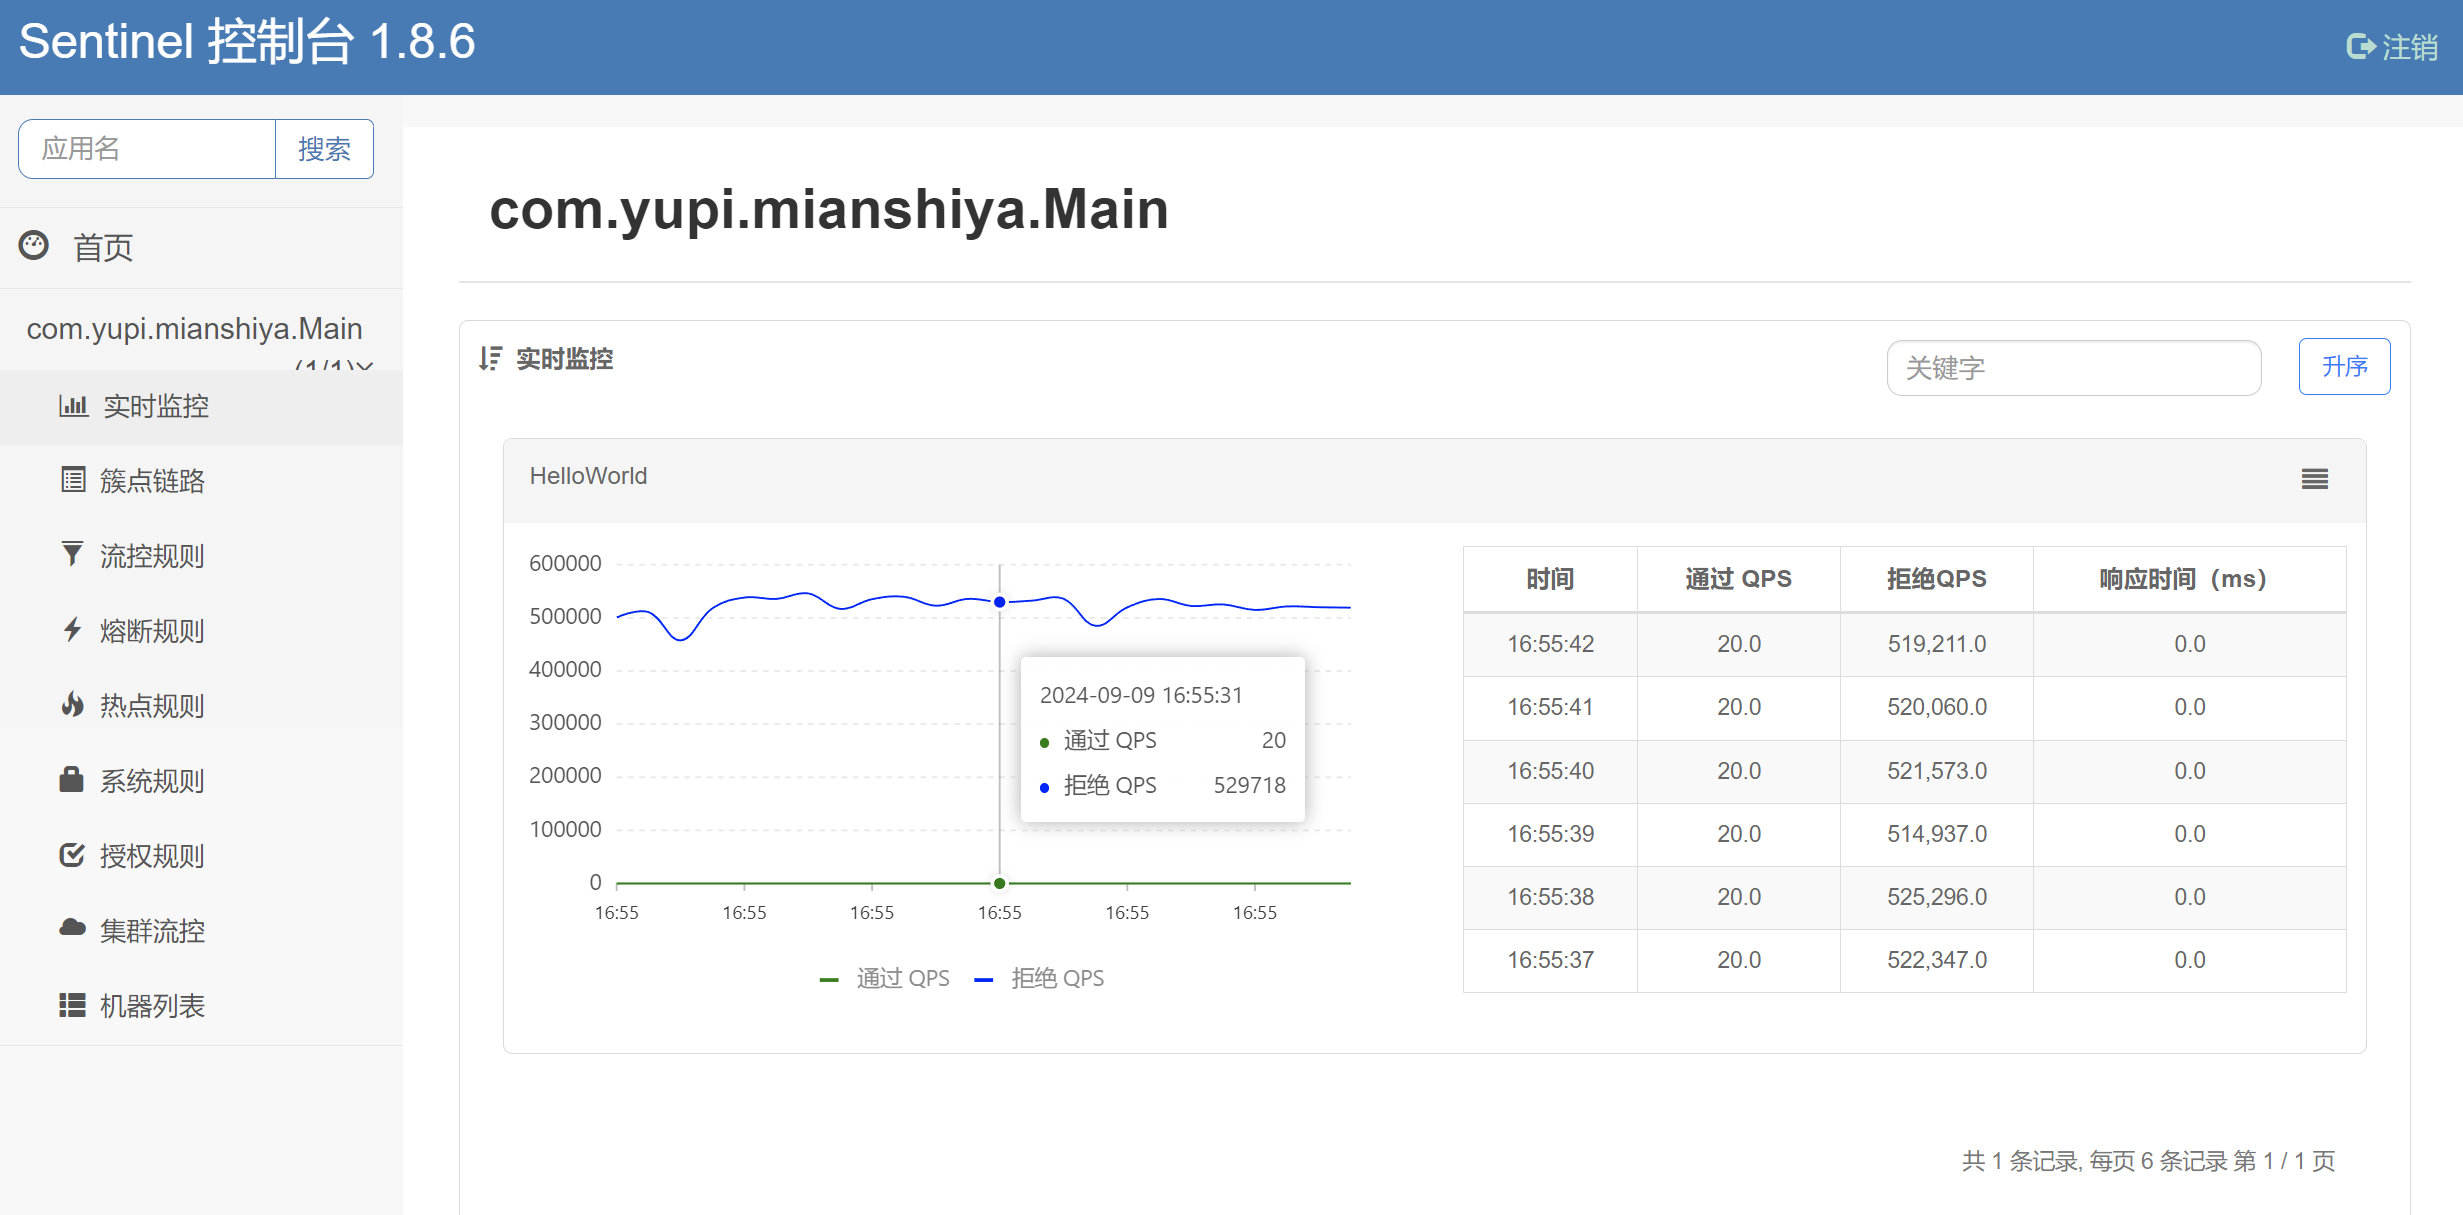 Sentinel 控制台 1.8.6
注销
应用名
搜索
首页
com.yupi.mianshiya.Main
(1/1)
实时监控
簇点链路
流控规则
熔断规则
热点规则
系统规则
授权规则
集群流控
机器列表
com.yupi.mianshiya.Main
实时监控
关键字
升序
HelloWorld
600000
500000
400000
300000
200000
100000
0
16:55 16:55 16:55 16:55 16:55 16:55
2024-09-09 16:55:31
通过 QPS 20
拒绝 QPS 529718
通过 QPS 拒绝 QPS
时间 通过 QPS 拒绝QPS 响应时间（ms）
16:55:42 20.0 519,211.0 0.0
16:55:41 20.0 520,060.0 0.0
16:55:40 20.0 521,573.0 0.0
16:55:39 20.0 514,937.0 0.0
16:55:38 20.0 525,296.0 0.0
16:55:37 20.0 522,347.0 0.0
共 1 条记录, 每页 6 条记录 第 1 / 1 页